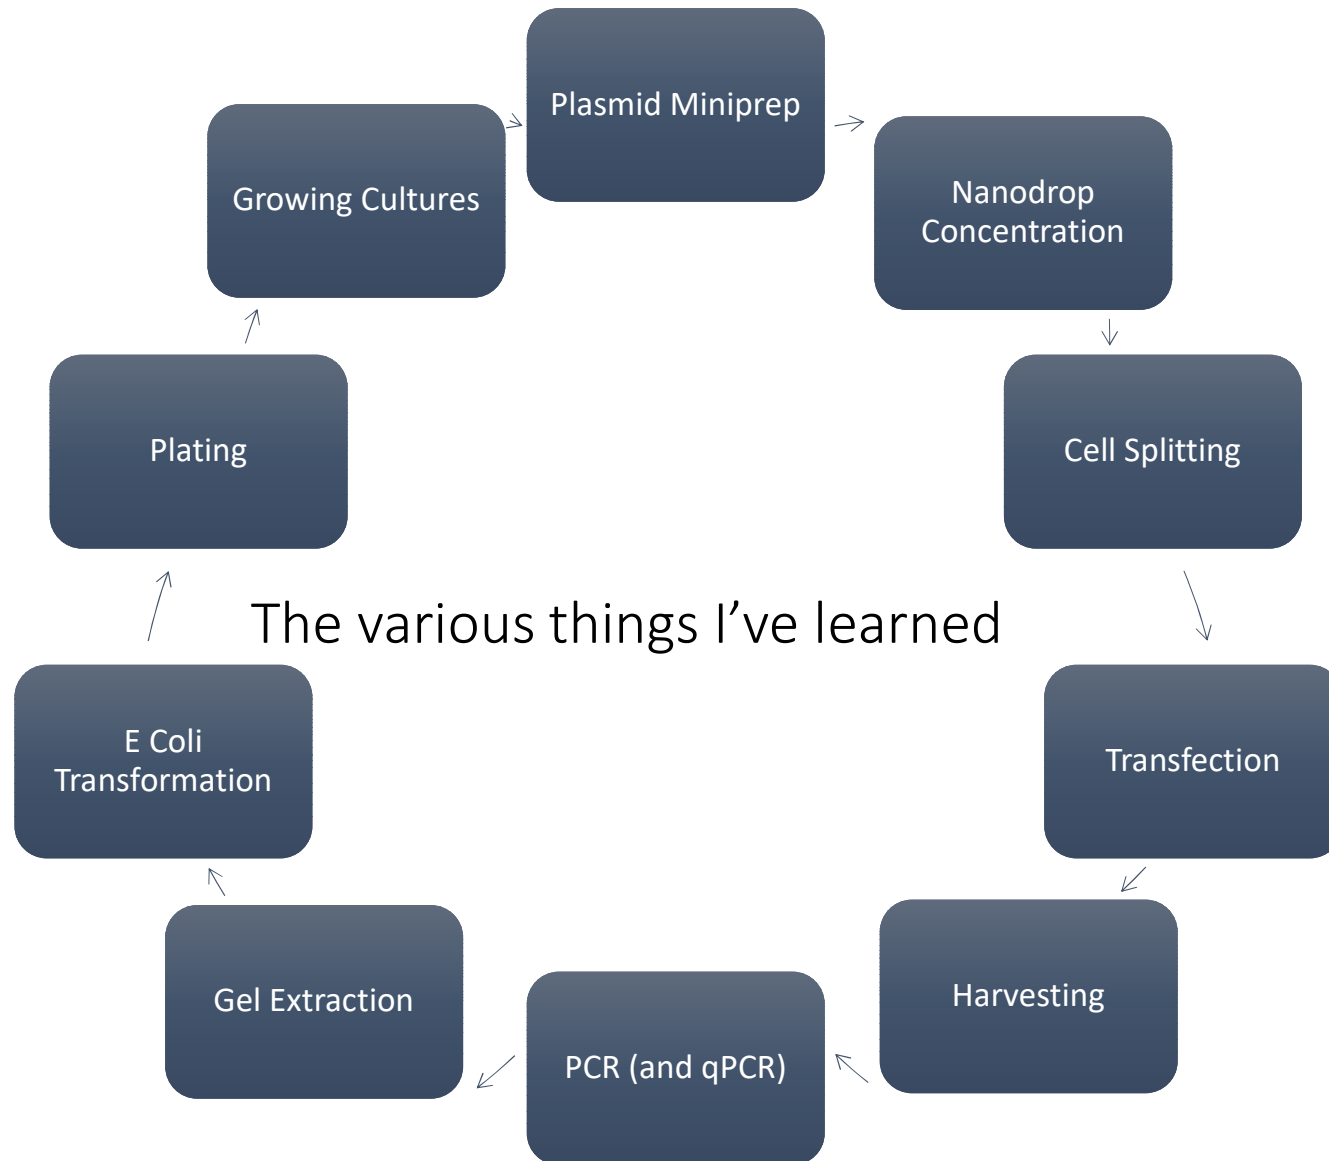 Plasmid Miniprep
Nanodrop
Concentration
Cell Splitting
Transfection
Harvesting
PCR (and qPCR)
Gel Extraction
E Coli
Transformation
Plating
Growing Cultures
The various things I’ve learned